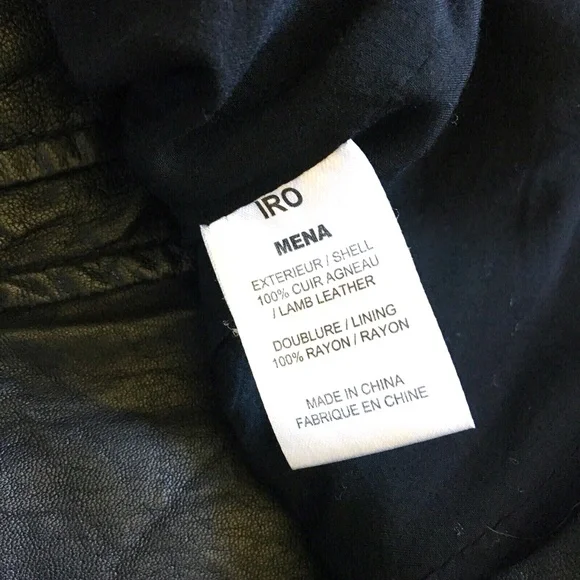 IRO
MENA
EXTERIEUR / SHELL
100% CUIR AGNEAU
/ LAMB LEATHER
DOUBLURE / LINING
100% RAYON / RAYON
MADE IN CHINA
FABRIQUE EN CHINE